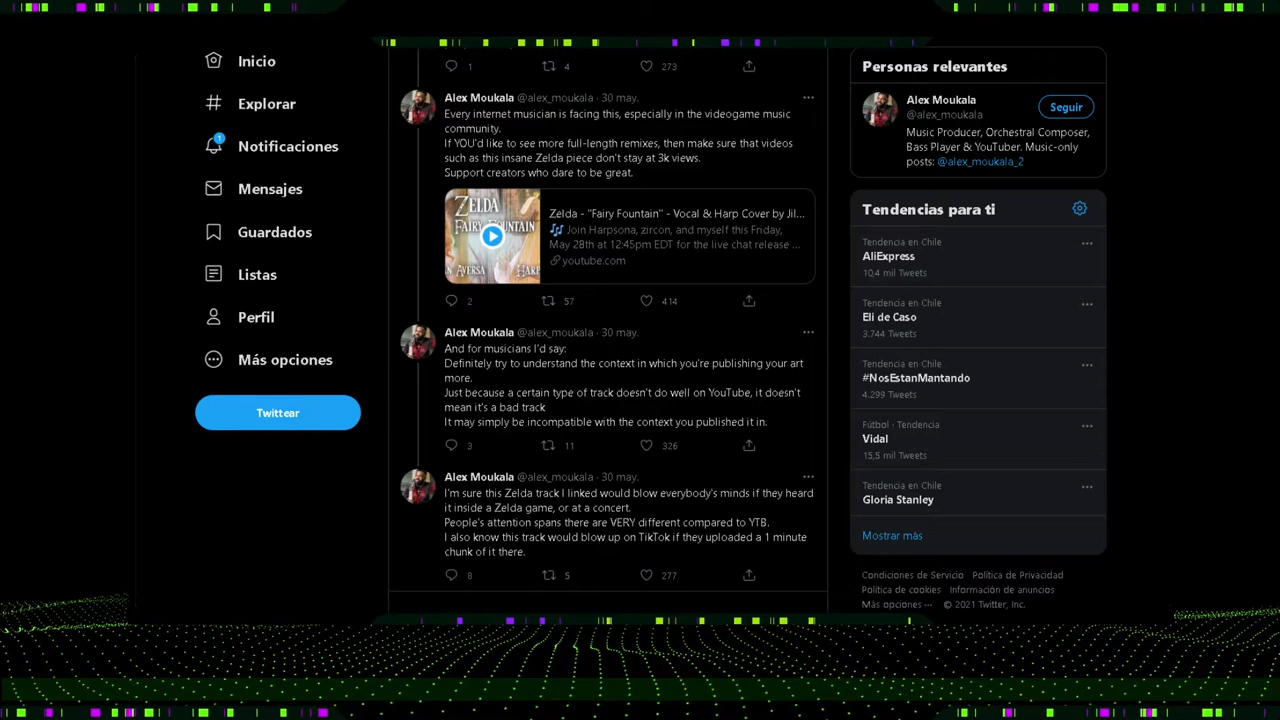 Inicio
Explorar
1
Notificaciones
Mensajes
Guardados
Listas
Perfil
Más opciones
Twittear
1 4 273
Alex Moukala @alex_moukala · 30 may.
Every internet musician is facing this, especially in the videogame music
community.
If YOU'd like to see more full-length remixes, then make sure that videos
such as this insane Zelda piece don't stay at 3k views.
Support creators who dare to be great.
ZELDA
FAIRY FOUNTAIN
N AVERSA HARP
Zelda - "Fairy Fountain" - Vocal & Harp Cover by Jil...
🎶 Join Harpsona, zircon, and myself this Friday,
May 28th at 12:45pm EDT for the live chat release ...
youtube.com
2 57 414
Alex Moukala @alex_moukala · 30 may.
And for musicians I'd say:
Definitely try to understand the context in which you're publishing your art
more.
Just because a certain type of track doesn't do well on YouTube, it doesn't
mean it's a bad track
It may simply be incompatible with the context you published it in.
3 11 326
Alex Moukala @alex_moukala · 30 may.
I'm sure this Zelda track I linked would blow everybody's minds if they heard
it inside a Zelda game, or at a concert.
People's attention spans there are VERY different compared to YTB.
I also know this track would blow up on TikTok if they uploaded a 1 minute
chunk of it there.
8 5 277
Personas relevantes
Alex Moukala
@alex_moukala
Seguir
Music Producer, Orchestral Composer,
Bass Player & YouTuber. Music-only
posts: @alex_moukala_2
Tendencias para ti
Tendencia en Chile
AliExpress
10,4 mil Tweets
Tendencia en Chile
Eli de Caso
3.744 Tweets
Tendencia en Chile
#NosEstanMantando
4.299 Tweets
Fútbol · Tendencia
Vidal
15,5 mil Tweets
Tendencia en Chile
Gloria Stanley
Mostrar más
Condiciones de Servicio Política de Privacidad
Política de cookies Información de anuncios
Más opciones ··· © 2021 Twitter, Inc.